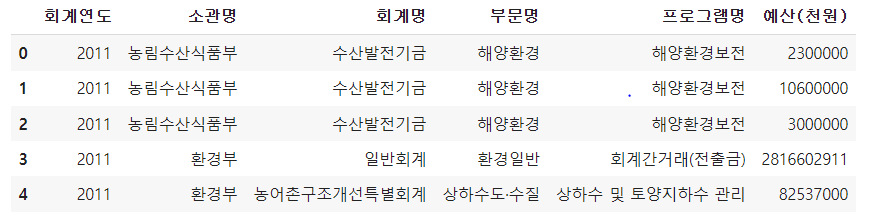 회계연도 소관명 회계명 부문명 프로그램명 예산(천원)
0 2011 농림수산식품부 수산발전기금 해양환경 해양환경보전 2300000
1 2011 농림수산식품부 수산발전기금 해양환경 해양환경보전 10600000
2 2011 농림수산식품부 수산발전기금 해양환경 해양환경보전 3000000
3 2011 환경부 일반회계 환경일반 회계간거래(전출금) 2816602911
4 2011 환경부 농어촌구조개선특별회계 상하수도·수질 상하수 및 토양지하수 관리 82537000